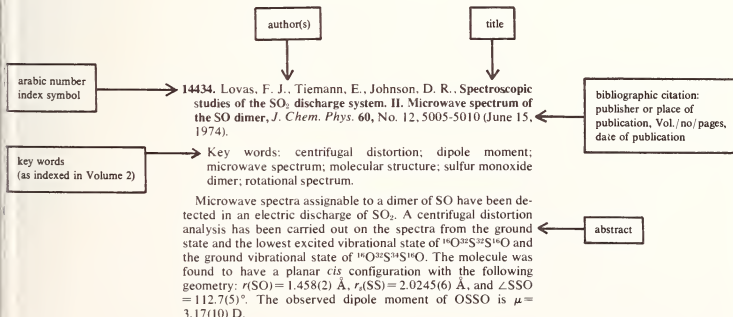 author(s)
title
arabic number
index symbol
14434. Lovas, F. J., Tiemann, E., Johnson, D. R., Spectroscopic
studies of the SO₂ discharge system. II. Microwave spectrum of
the SO dimer, J. Chem. Phys. 60, No. 12, 5005-5010 (June 15,
1974).
bibliographic citation:
publisher or place of
publication, Vol./no/pages,
date of publication
key words
(as indexed in Volume 2)
Key words: centrifugal distortion; dipole moment;
microwave spectrum; molecular structure; sulfur monoxide
dimer; rotational spectrum.
Microwave spectra assignable to a dimer of SO have been de-
tected in an electric discharge of SO₂. A centrifugal distortion
analysis has been carried out on the spectra from the ground
state and the lowest excited vibrational state of ¹⁶O³²S³²S¹⁶O and
the ground vibrational state of ¹⁶O³²S³⁴S¹⁶O. The molecule was
found to have a planar cis configuration with the following
geometry: r(SO)=1.458(2) Å, rₛ(SS)=2.0245(6) Å, and ∠SSO
=112.7(5)°. The observed dipole moment of OSSO is μ=
3.17(10) D.
abstract